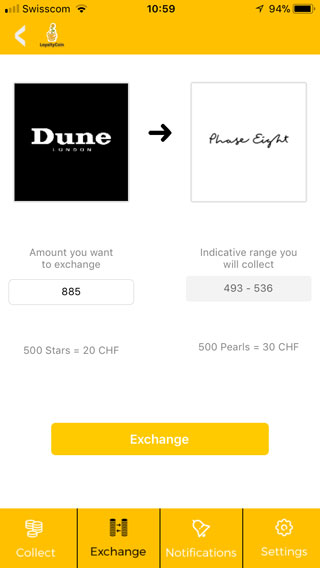 Swisscom 10:59 94%
LoyaltyCoin
Dune
LONDON
Phase Eight
Amount you want
to exchange
Indicative range you
will collect
885
493 - 536
500 Stars = 20 CHF
500 Pearls = 30 CHF
Exchange
Collect
Exchange
Notifications
Settings